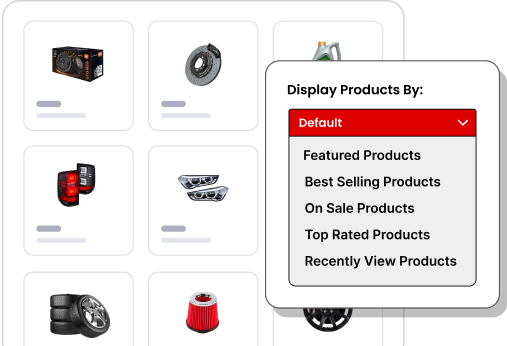 Display Products By:
Default
Featured Products
Best Selling Products
On Sale Products
Top Rated Products
Recently View Products